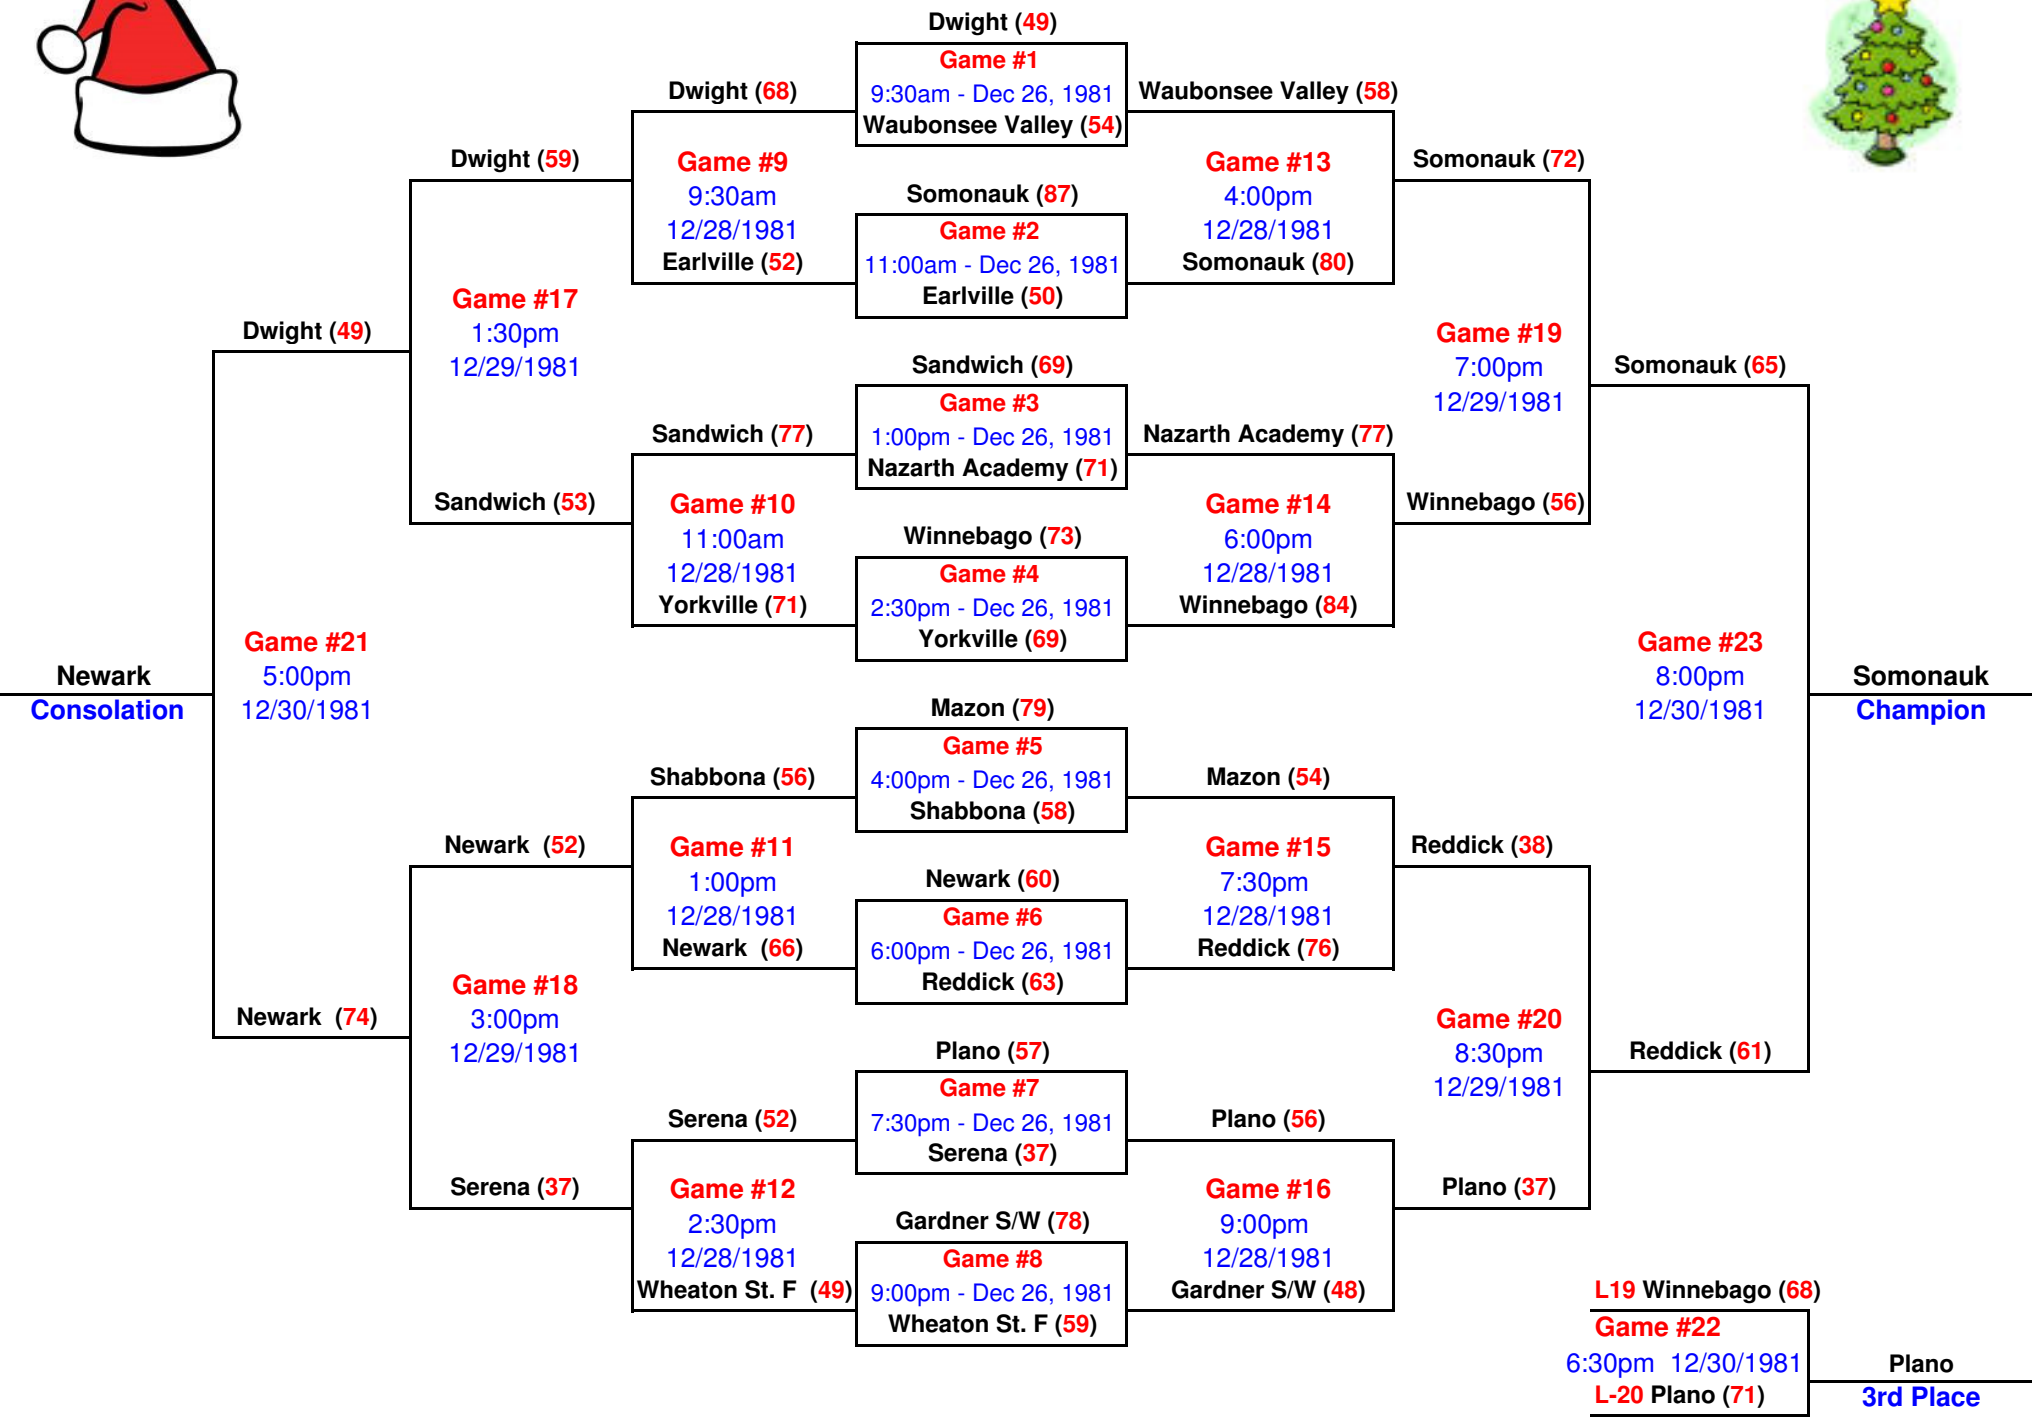 Dwight (49)
Game #1
9:30am - Dec 26, 1981
Waubonsee Valley (54)
Somonauk (87)
Game #2
11:00am - Dec 26, 1981
Earlville (50)
Sandwich (69)
Game #3
1:00pm - Dec 26, 1981
Nazarth Academy (71)
Winnebago (73)
Game #4
2:30pm - Dec 26, 1981
Yorkville (69)
Mazon (79)
Game #5
4:00pm - Dec 26, 1981
Shabbona (58)
Newark (60)
Game #6
6:00pm - Dec 26, 1981
Reddick (63)
Plano (57)
Game #7
7:30pm - Dec 26, 1981
Serena (37)
Gardner S/W (78)
Game #8
9:00pm - Dec 26, 1981
Wheaton St. F (59)
Dwight (68)
Game #9
9:30am
12/28/1981
Earlville (52)
Sandwich (77)
Game #10
11:00am
12/28/1981
Yorkville (71)
Shabbona (56)
Game #11
1:00pm
12/28/1981
Newark (66)
Serena (52)
Game #12
2:30pm
12/28/1981
Wheaton St. F (49)
Waubonsee Valley (58)
Game #13
4:00pm
12/28/1981
Somonauk (80)
Nazarth Academy (77)
Game #14
6:00pm
12/28/1981
Winnebago (84)
Mazon (54)
Game #15
7:30pm
12/28/1981
Reddick (76)
Plano (56)
Game #16
9:00pm
12/28/1981
Gardner S/W (48)
Dwight (59)
Game #17
1:30pm
12/29/1981
Sandwich (53)
Newark (52)
Game #18
3:00pm
12/29/1981
Serena (37)
Somonauk (72)
Game #19
7:00pm
12/29/1981
Winnebago (56)
Reddick (38)
Game #20
8:30pm
12/29/1981
Plano (37)
Dwight (49)
Game #21
5:00pm
12/30/1981
Newark (74)
Newark
Consolation
L19 Winnebago (68)
Game #22
6:30pm 12/30/1981
L-20 Plano (71)
Plano
3rd Place
Somonauk (65)
Game #23
8:00pm
12/30/1981
Reddick (61)
Somonauk
Champion